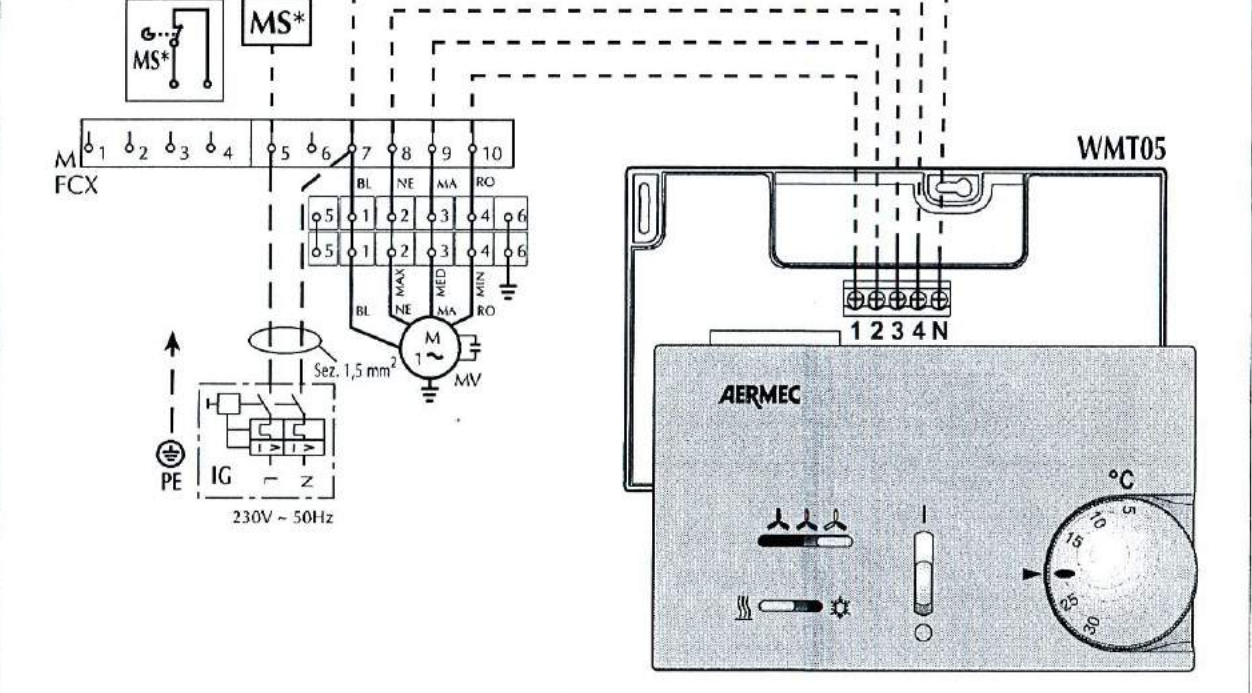 MS*
MS*
1 2 3 4 5 6 7 8 9 10
M
FCX
WMT05
BL NE MA RO
5 1 2 3 4 6
5 1 2 3 4 6
MAX MED MIN
BL NE MA RO
1 2 3 4 N
M
1 ~
MV
Sez. 1,5 mm²
AERMEC
PE
IG
L N
230V ~ 50Hz
°C
5
10
15
25
30
I